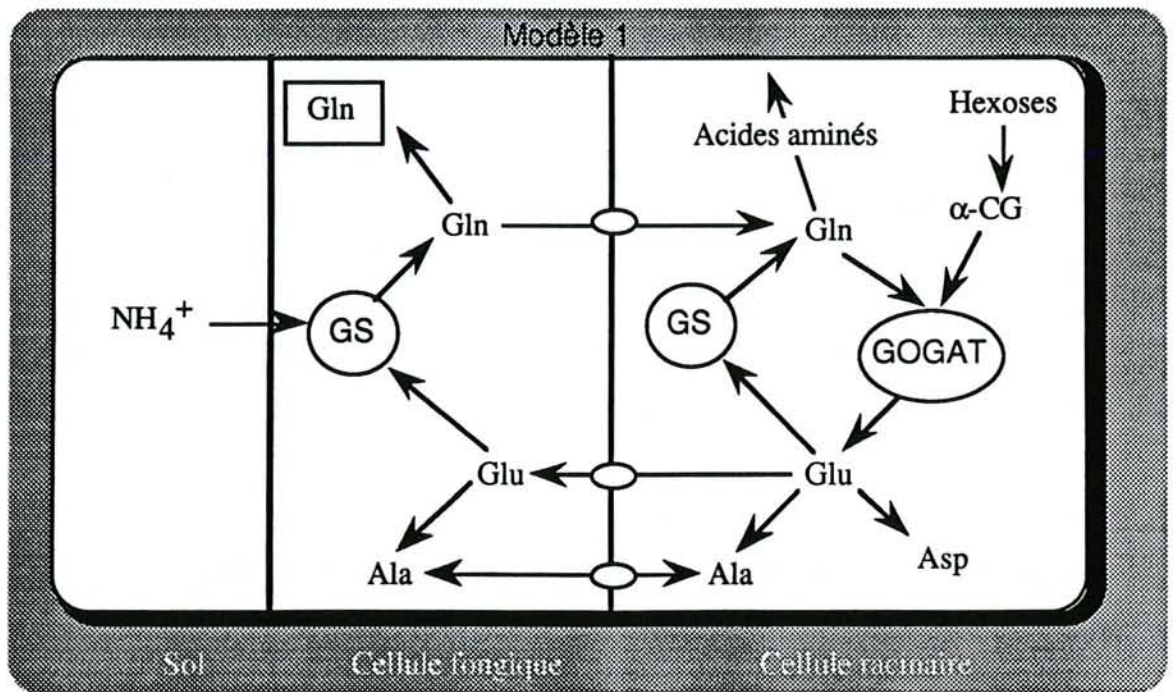 Modèle 1
Gln
Hexoses
Acides aminés
α-CG
Gln
Gln
NH4+
GS
GS
GOGAT
Glu
Glu
Ala
Ala
Asp
Sol
Cellule fongique
Cellule racinaire